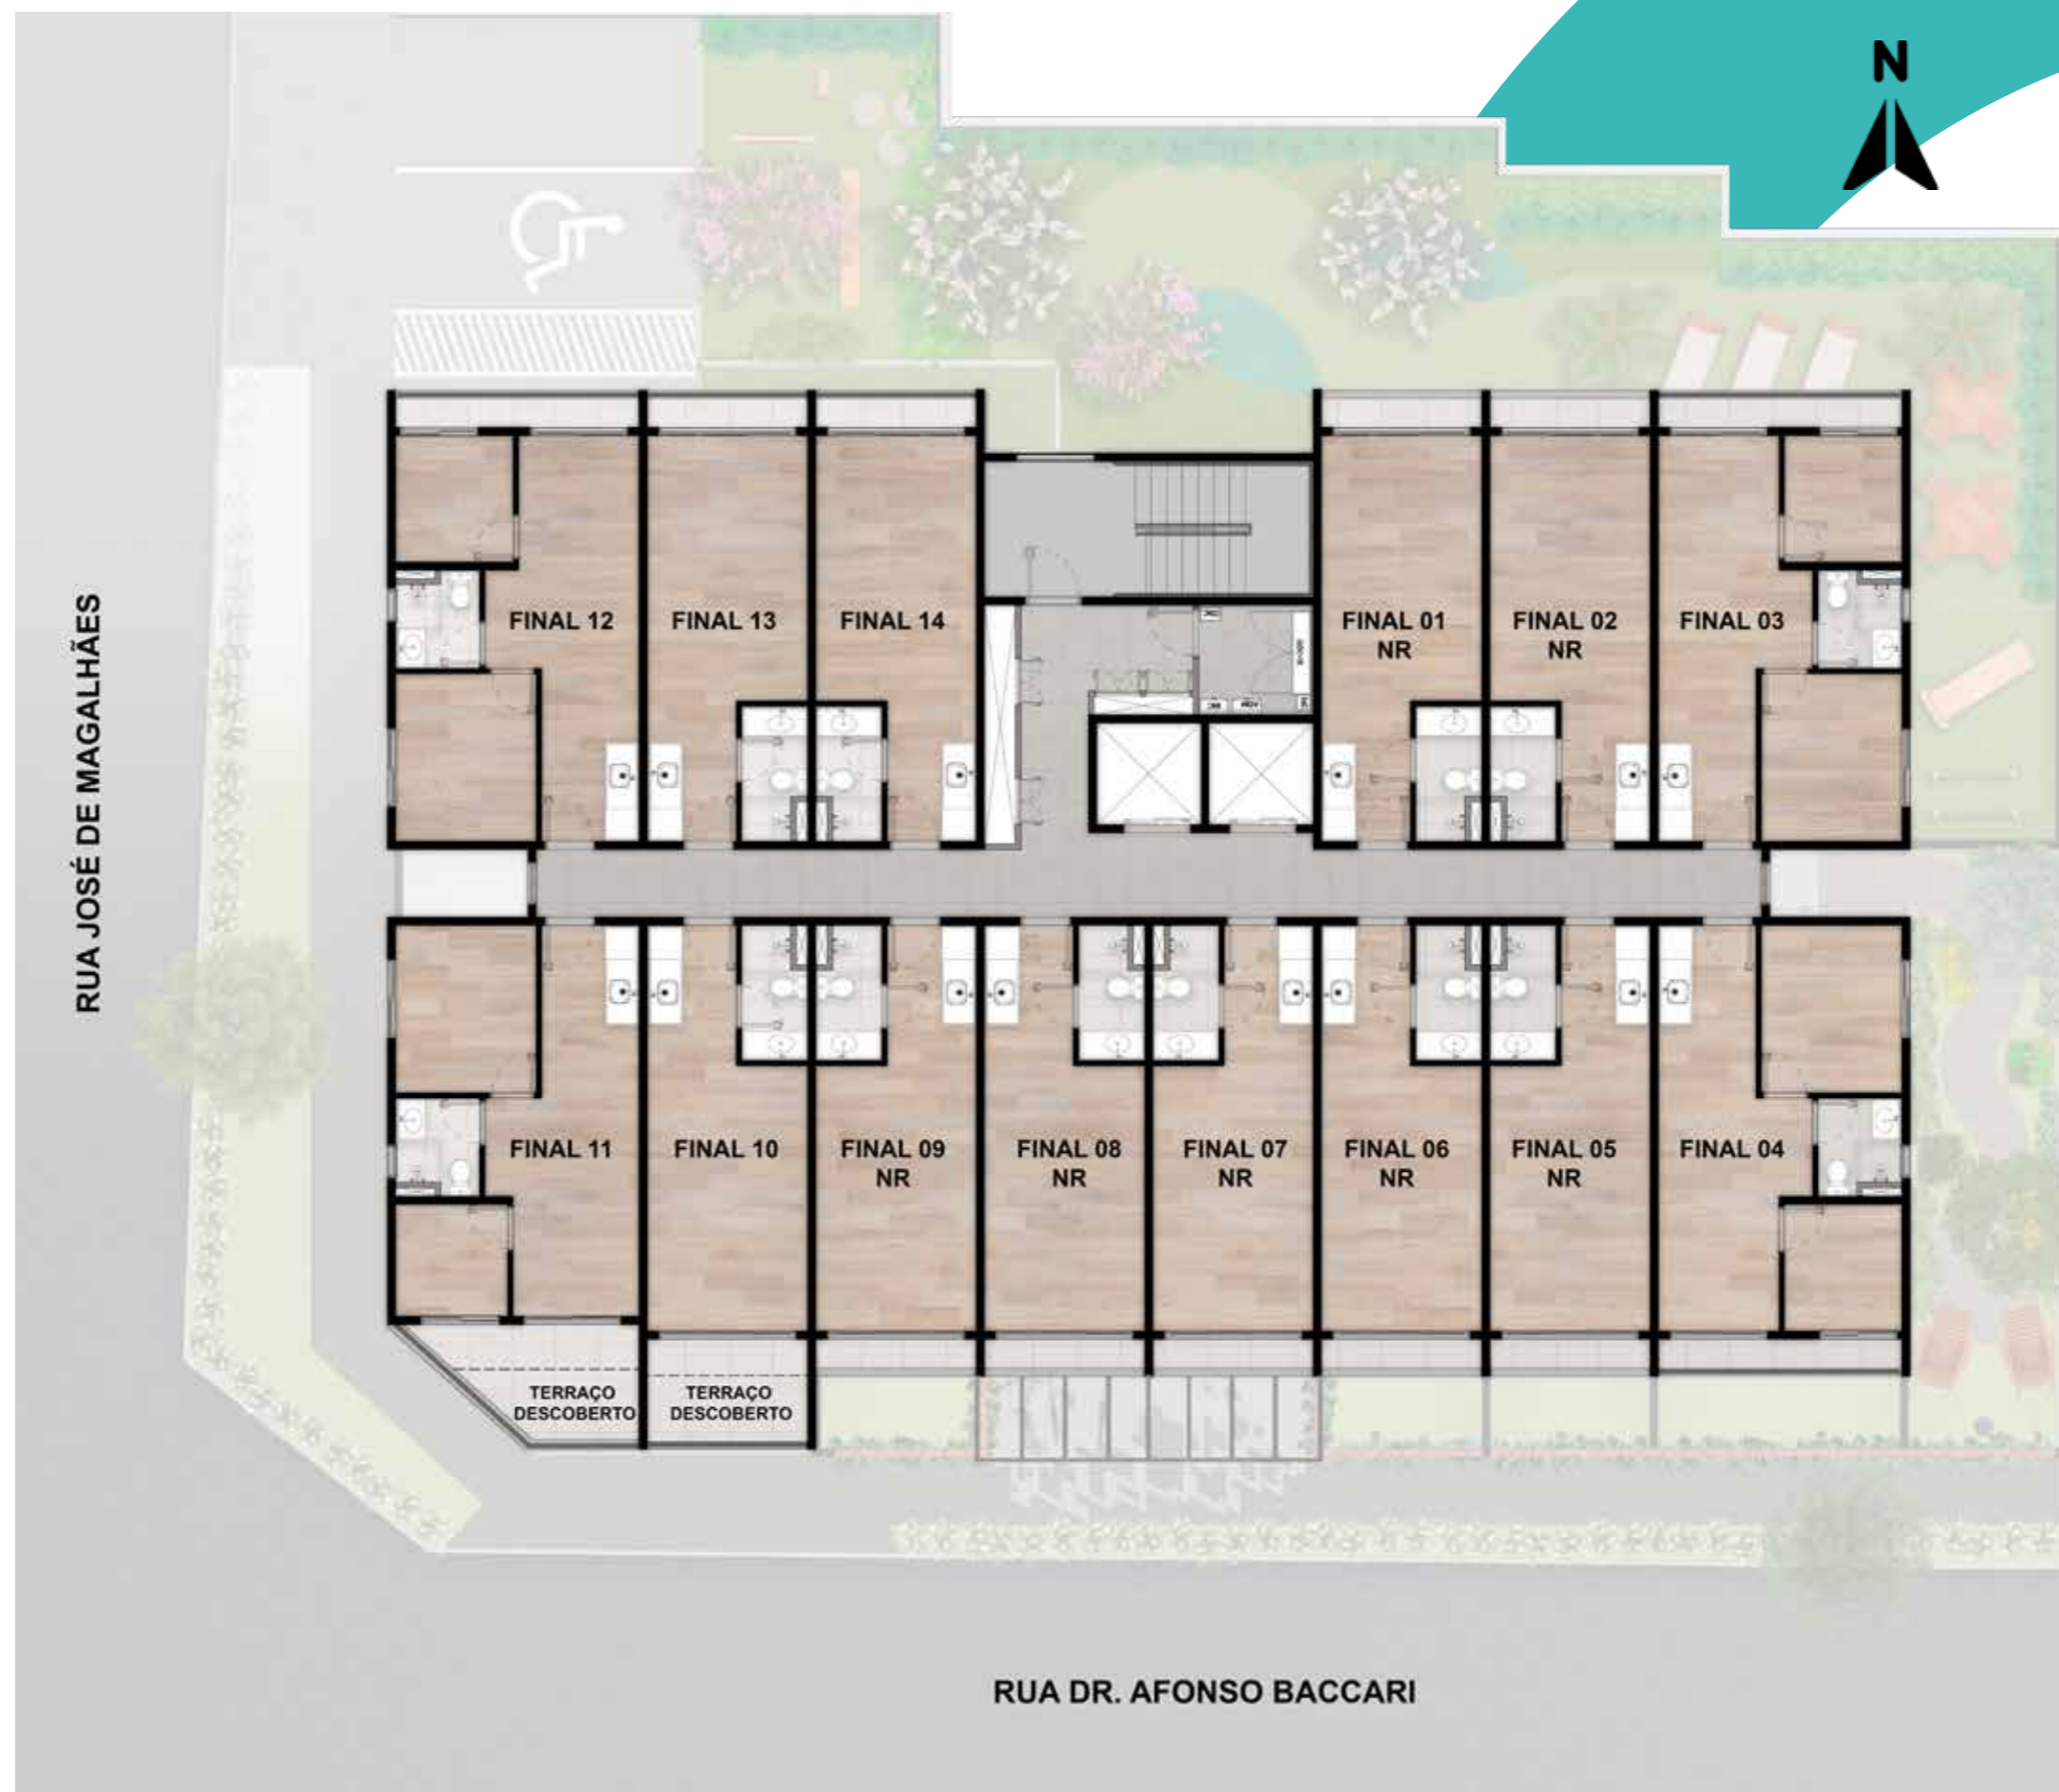 N
RUA JOSÉ DE MAGALHÃES
FINAL 12
FINAL 13
FINAL 14
FINAL 01
NR
FINAL 02
NR
FINAL 03
FINAL 11
FINAL 10
FINAL 09
NR
FINAL 08
NR
FINAL 07
NR
FINAL 06
NR
FINAL 05
NR
FINAL 04
TERRAÇO
DESCOBERTO
TERRAÇO
DESCOBERTO
RUA DR. AFONSO BACCARI